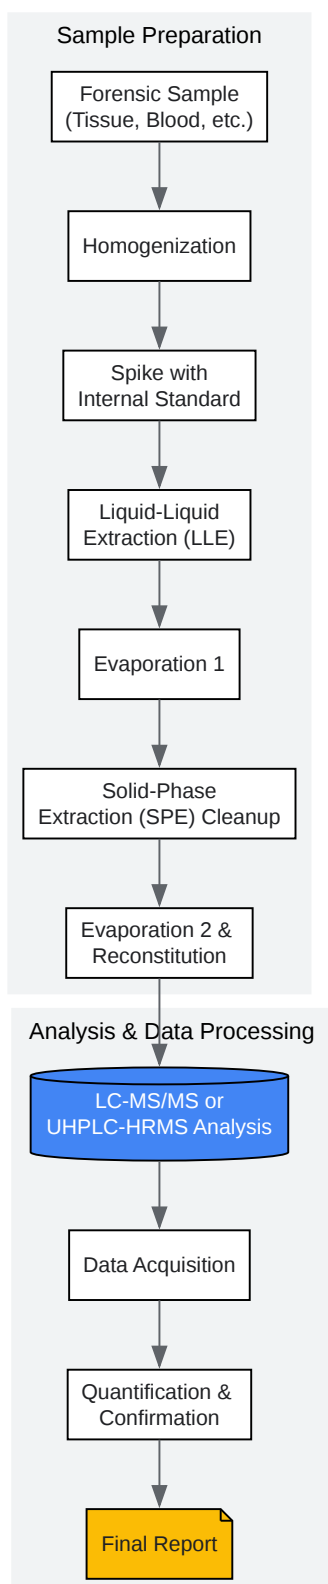 Sample Preparation
Forensic Sample
(Tissue, Blood, etc.)
Homogenization
Spike with
Internal Standard
Liquid-Liquid
Extraction (LLE)
Evaporation 1
Solid-Phase
Extraction (SPE) Cleanup
Evaporation 2 &
Reconstitution
Analysis & Data Processing
LC-MS/MS or
UHPLC-HRMS Analysis
Data Acquisition
Quantification &
Confirmation
Final Report